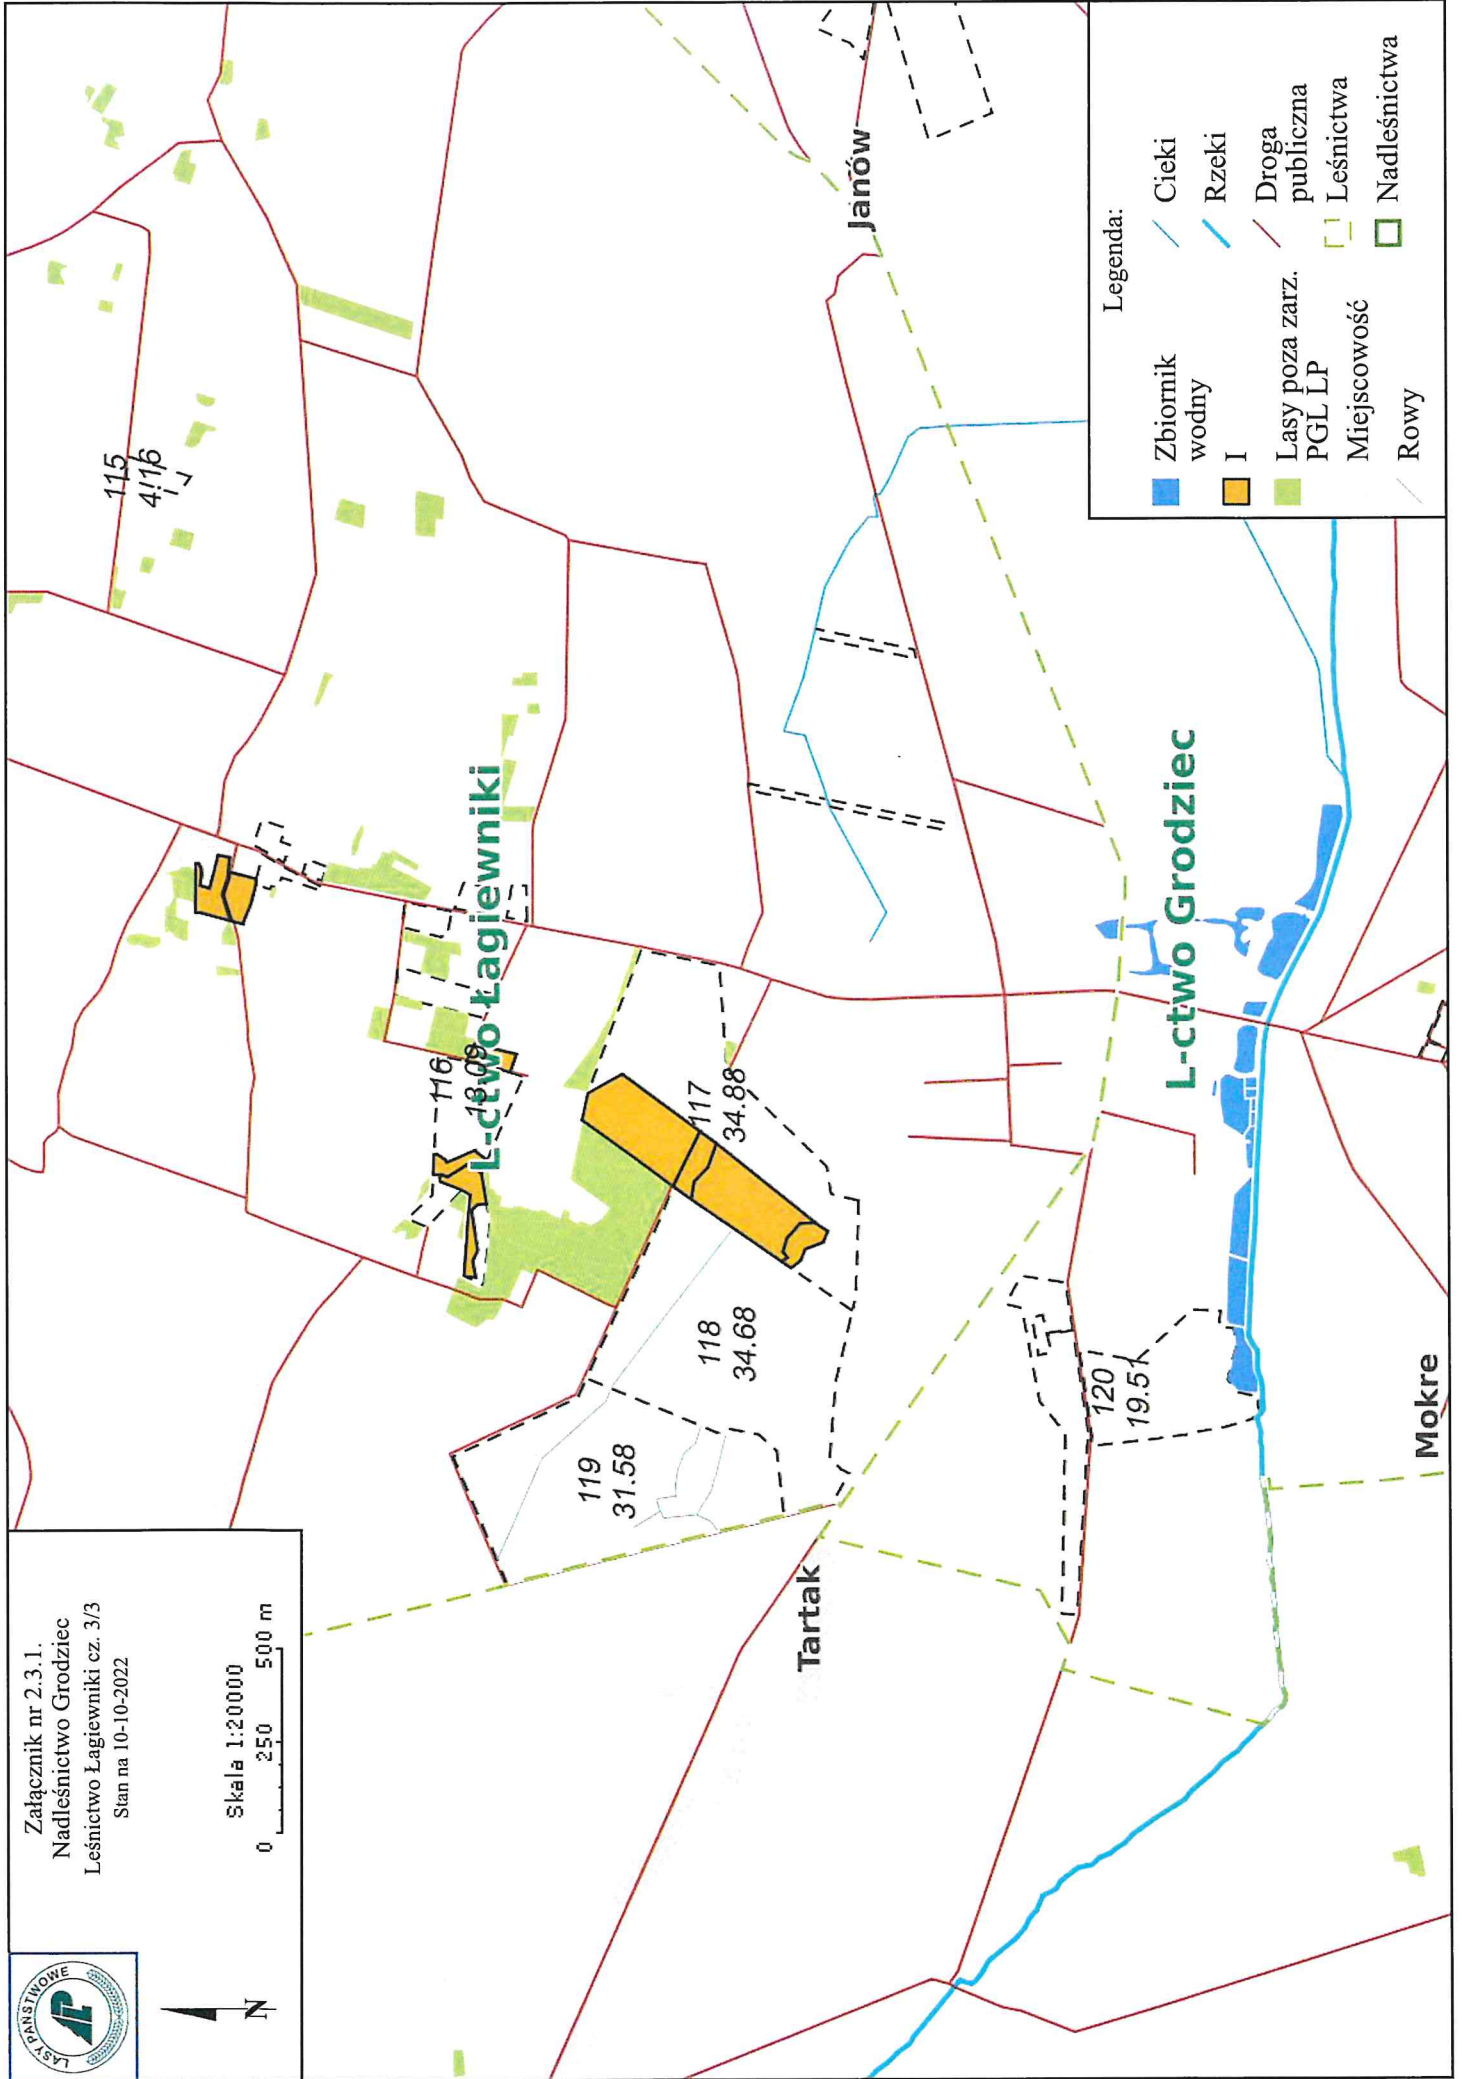 LASY PAŃSTWOWE
LP
N
Załącznik nr 2.3.1.
Nadleśnictwo Grodziec
Leśnictwo Łagiewniki cz. 3/3
Stan na 10-10-2022
Skala 1:20000
0 250 500 m
115
4.16
L-ctwo Łagiewniki
116
13.09
117
34.88
118
34.68
119
31.58
Janów
Tartak
L-ctwo Grodziec
120
19.51
Mokre
Legenda:
Zbiornik
wodny
I
Lasy poza zarz.
PGL LP
Miejscowość
Rowy
Cieki
Rzeki
Droga
publiczna
Leśnictwa
Nadleśnictwa